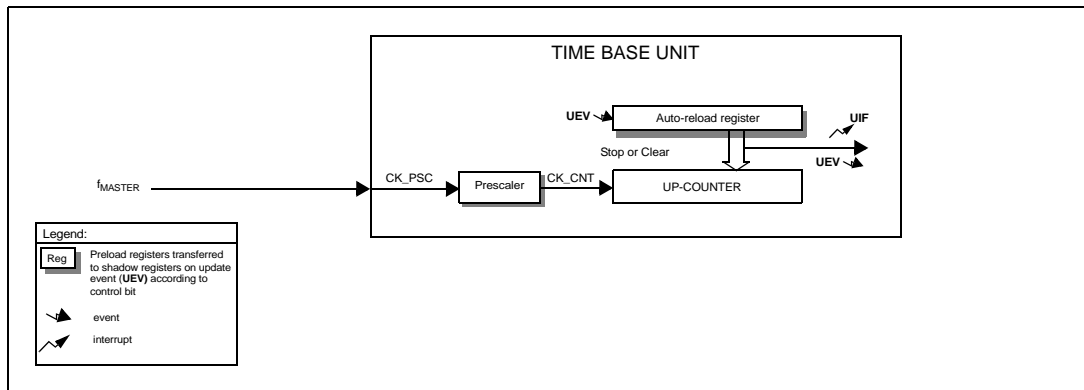 TIME BASE UNIT
UEV
Auto-reload register
UIF
Stop or Clear
UEV
fMASTER
CK_PSC
Prescaler
CK_CNT
UP-COUNTER
Legend:
Reg
Preload registers transferred
to shadow registers on update
event (UEV) according to
control bit
event
interrupt